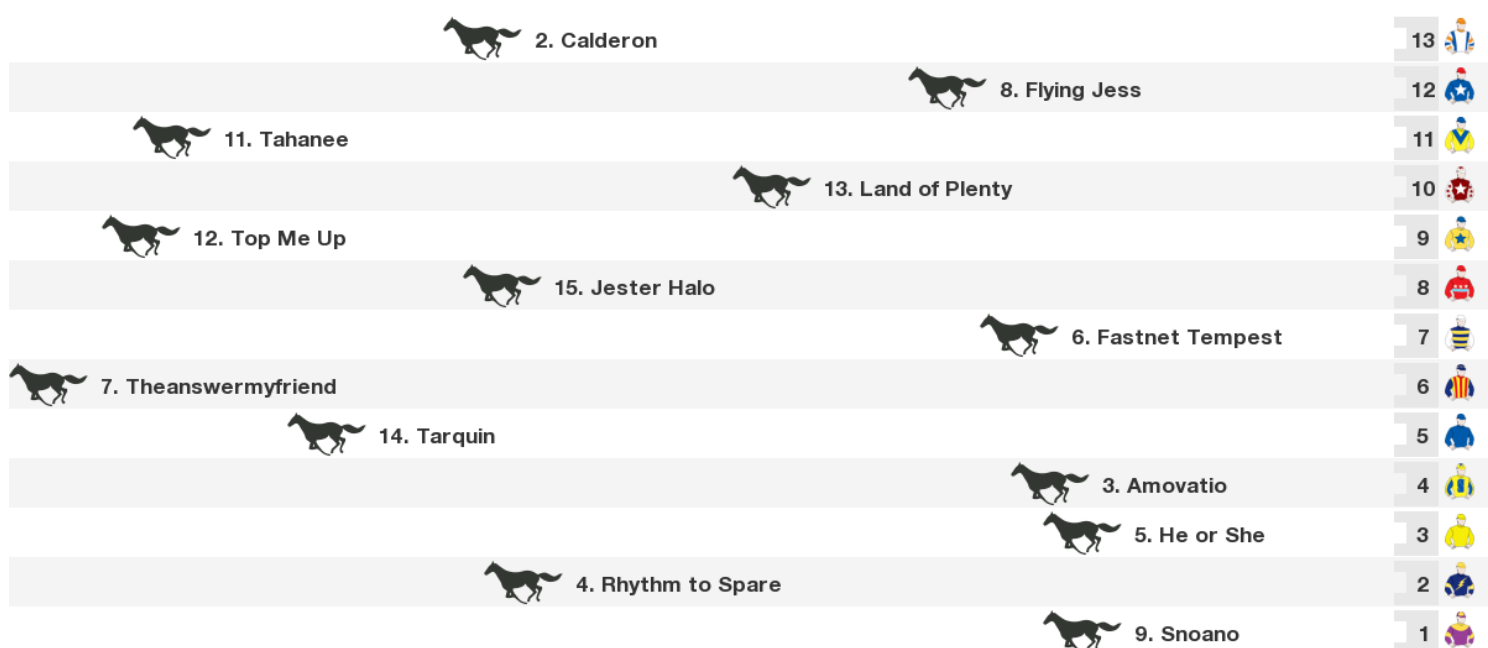 2. Calderon 13
8. Flying Jess 12
11. Tahanee 11
13. Land of Plenty 10
12. Top Me Up 9
15. Jester Halo 8
6. Fastnet Tempest 7
7. Theanswermyfriend 6
14. Tarquin 5
3. Amovatio 4
5. He or She 3
4. Rhythm to Spare 2
9. Snoano 1